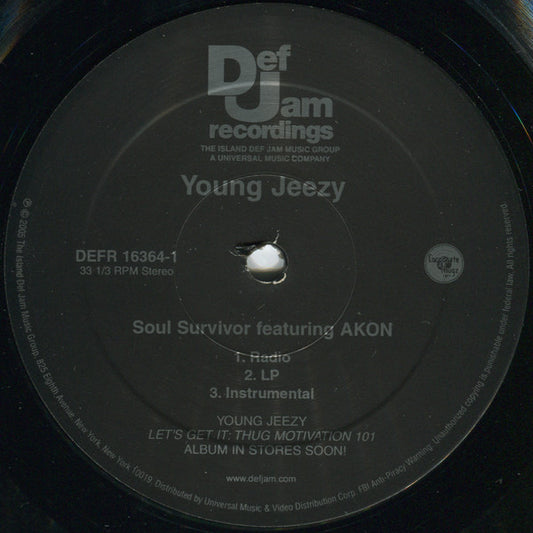 Def
Jam
recordings
THE ISLAND DEF JAM MUSIC GROUP
A UNIVERSAL MUSIC COMPANY
Young Jeezy
DEFR 16364-1
33 1/3 RPM Stereo
Soul Survivor featuring AKON
1. Radio
2. LP
3. Instrumental
YOUNG JEEZY
LET'S GET IT: THUG MOTIVATION 101
ALBUM IN STORES SOON!
www.defjam.com
℗ © 2005 The Island Def Jam Music Group, 825 Eighth Avenue, New York, New York 10019. Distributed by Universal Music & Video Distribution Corp. FBI Anti-Piracy Warning: Unauthorized copying is punishable under federal law. All rights reserved.